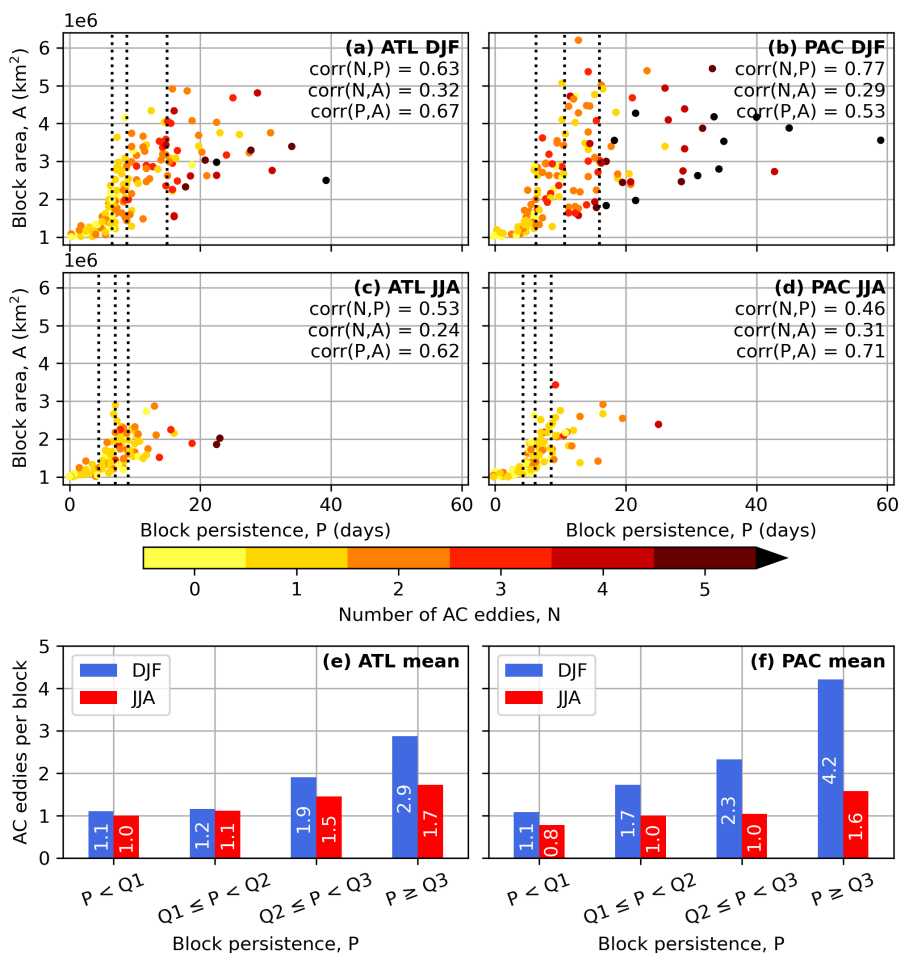 1e6
(a) ATL DJF
corr(N,P) = 0.63
corr(N,A) = 0.32
corr(P,A) = 0.67
Block area, A (km²)
6
5
4
3
2
1
(b) PAC DJF
corr(N,P) = 0.77
corr(N,A) = 0.29
corr(P,A) = 0.53
1e6
(c) ATL JJA
corr(N,P) = 0.53
corr(N,A) = 0.24
corr(P,A) = 0.62
Block area, A (km²)
6
5
4
3
2
1
0 20 40 60
Block persistence, P (days)
(d) PAC JJA
corr(N,P) = 0.46
corr(N,A) = 0.31
corr(P,A) = 0.71
0 20 40 60
Block persistence, P (days)
0 1 2 3 4 5
Number of AC eddies, N
(e) ATL mean
DJF
JJA
AC eddies per block
5
4
3
2
1
0
1.1 1.0 1.2 1.1 1.9 1.5 2.9 1.7
P < Q1 Q1 ≤ P < Q2 Q2 ≤ P < Q3 P ≥ Q3
Block persistence, P
(f) PAC mean
DJF
JJA
1.1 0.8 1.7 1.0 2.3 1.0 4.2 1.6
P < Q1 Q1 ≤ P < Q2 Q2 ≤ P < Q3 P ≥ Q3
Block persistence, P